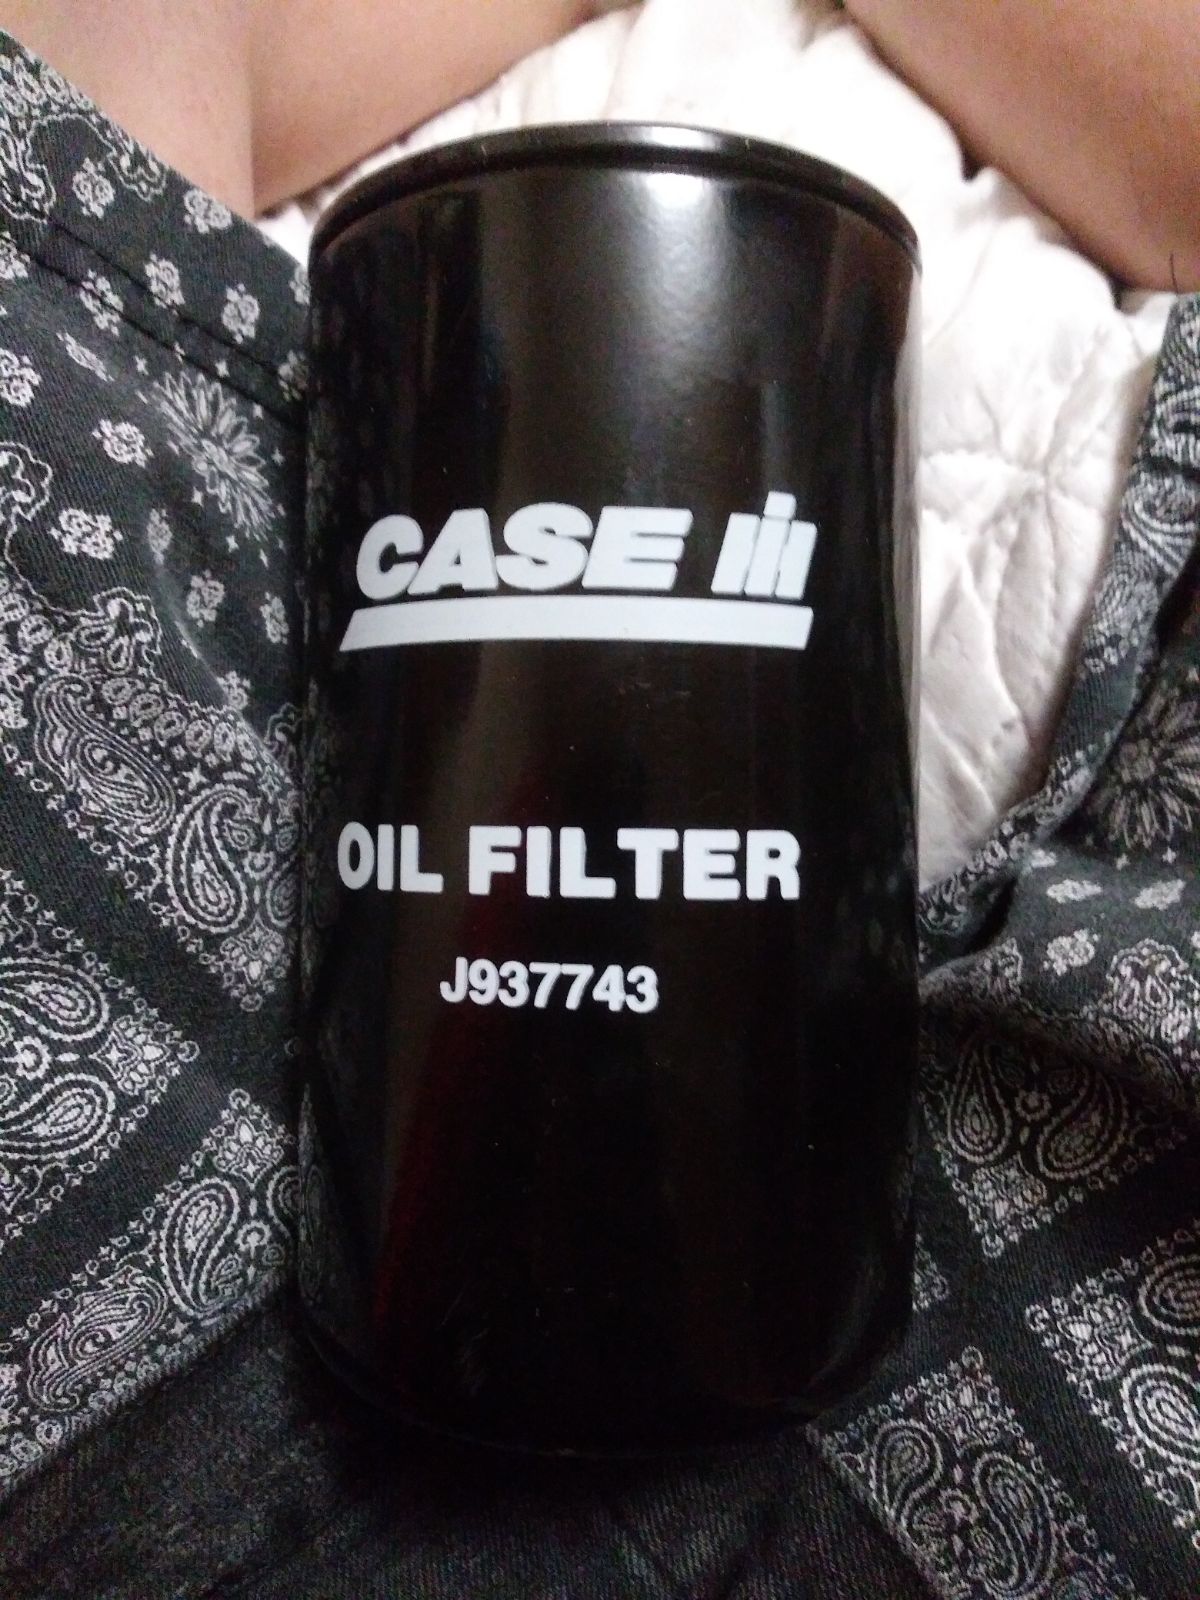 CASE IH
OIL FILTER
J937743